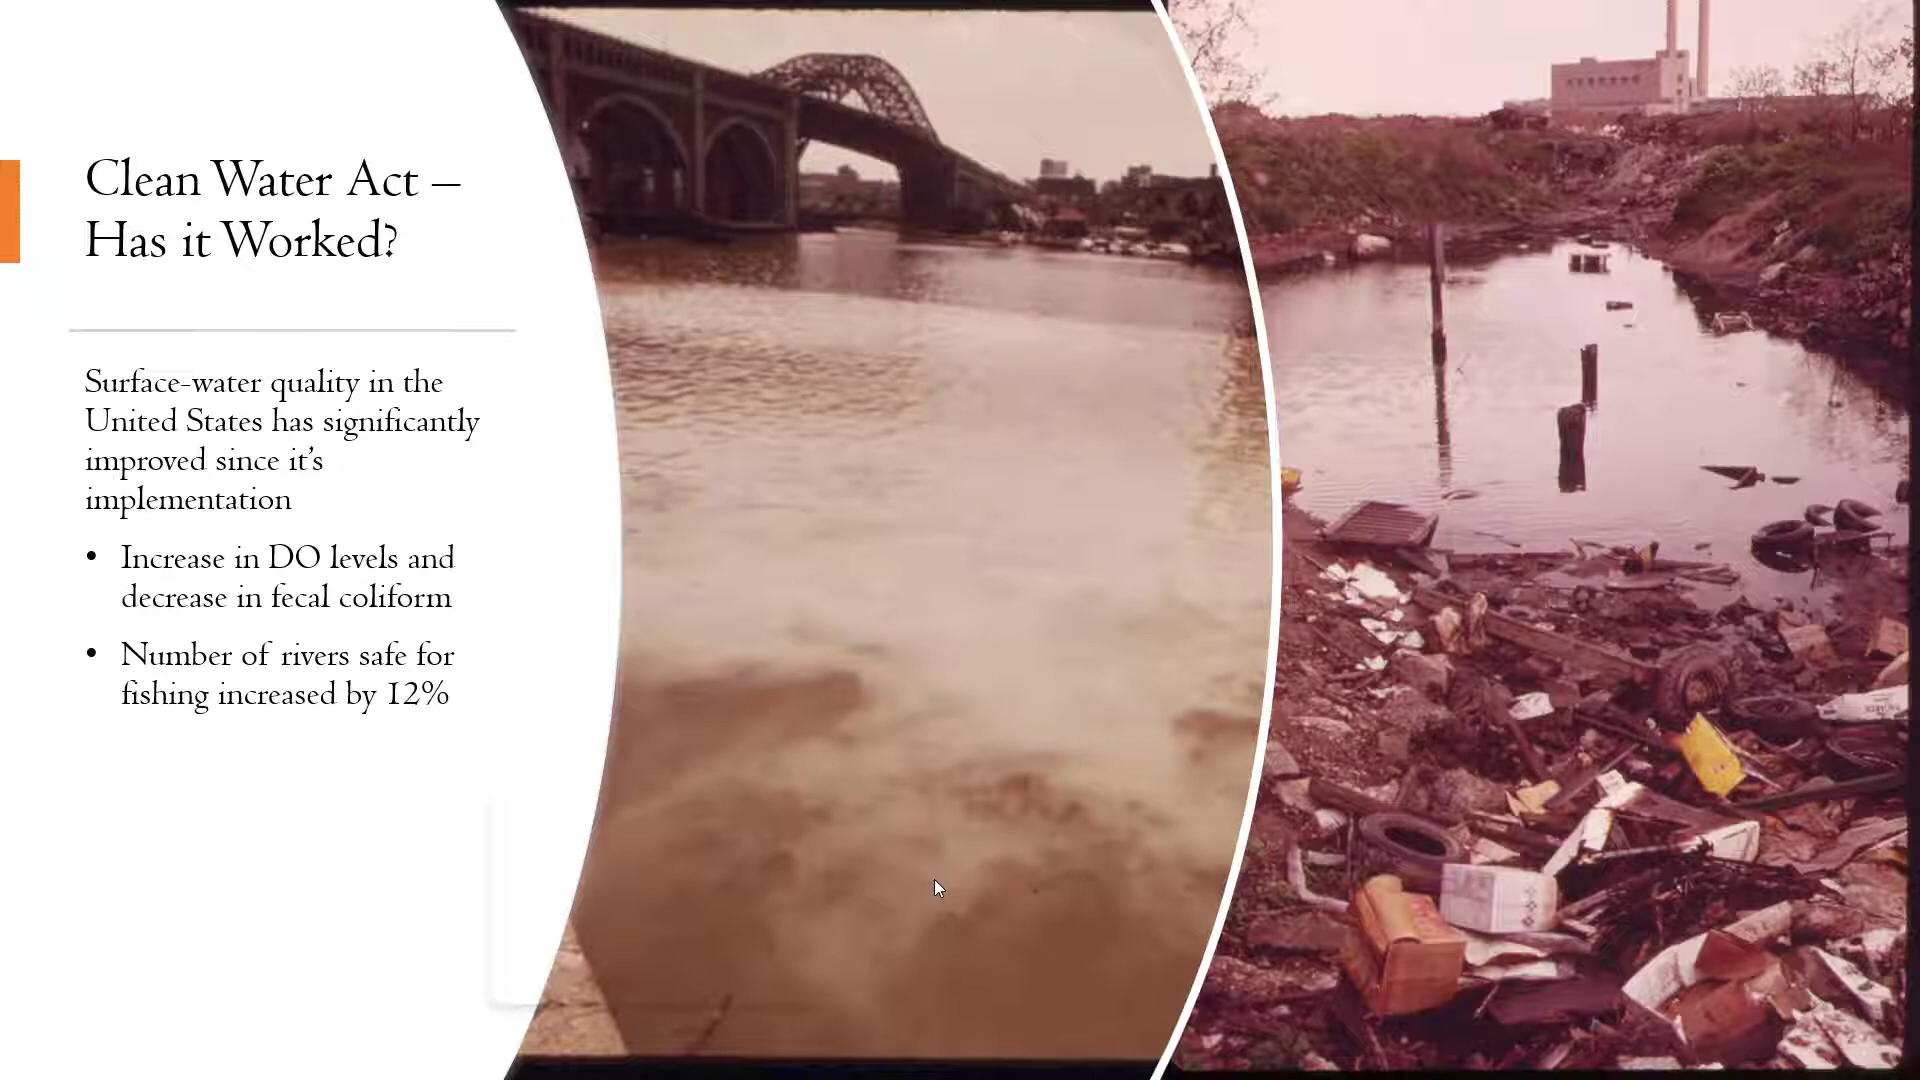 Clean Water Act –
Has it Worked?
Surface-water quality in the
United States has significantly
improved since it’s
implementation
• Increase in DO levels and
decrease in fecal coliform
• Number of rivers safe for
fishing increased by 12%